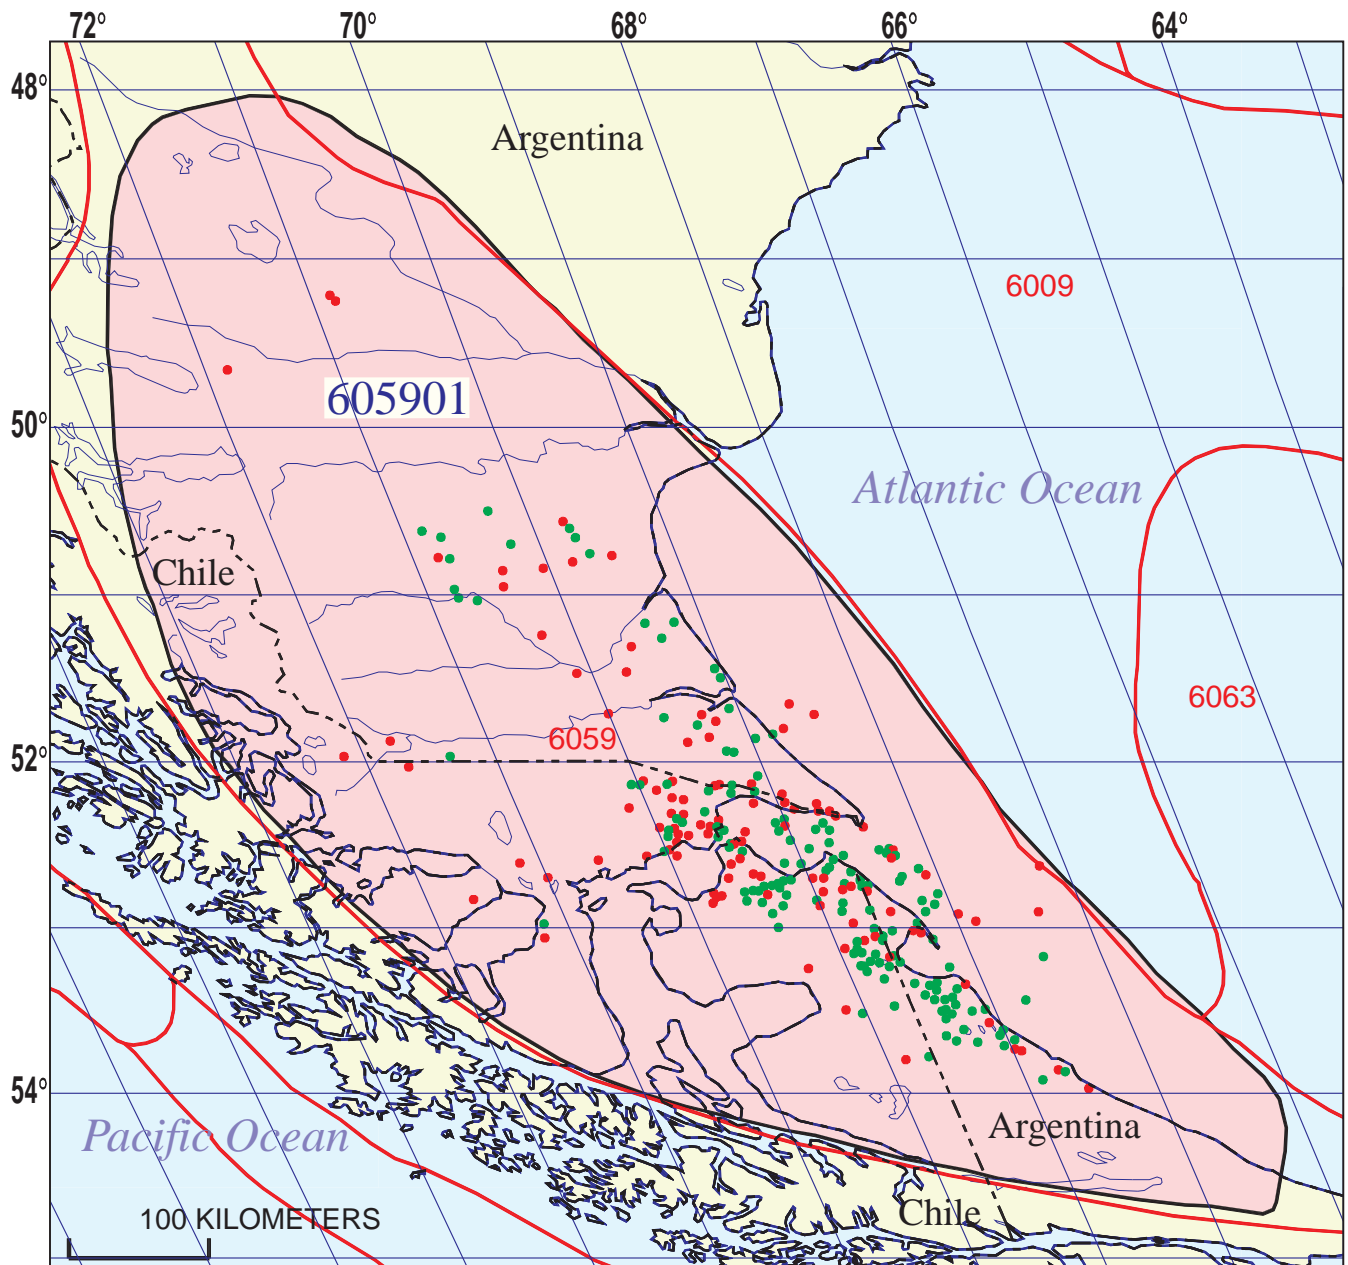 72° 70° 68° 66° 64°
48°
Argentina
6009
605901
50°
Atlantic Ocean
Chile
6063
6059
52°
54°
Argentina
Pacific Ocean
Chile
100 KILOMETERS